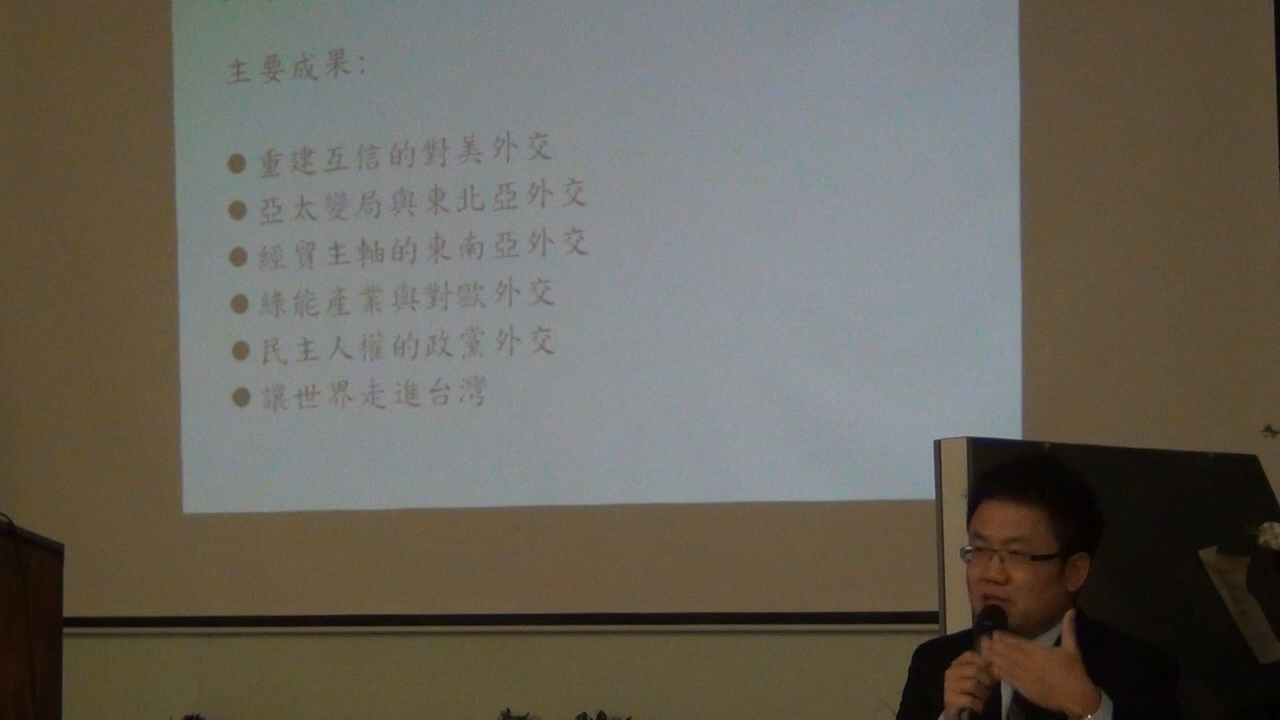 主要成果:
●重建互信的對美外交
●亞太變局與東北亞外交
●經貿主軸的東南亞外交
●綠能產業與對歐外交
●民主人權的政黨外交
●讓世界走進台灣